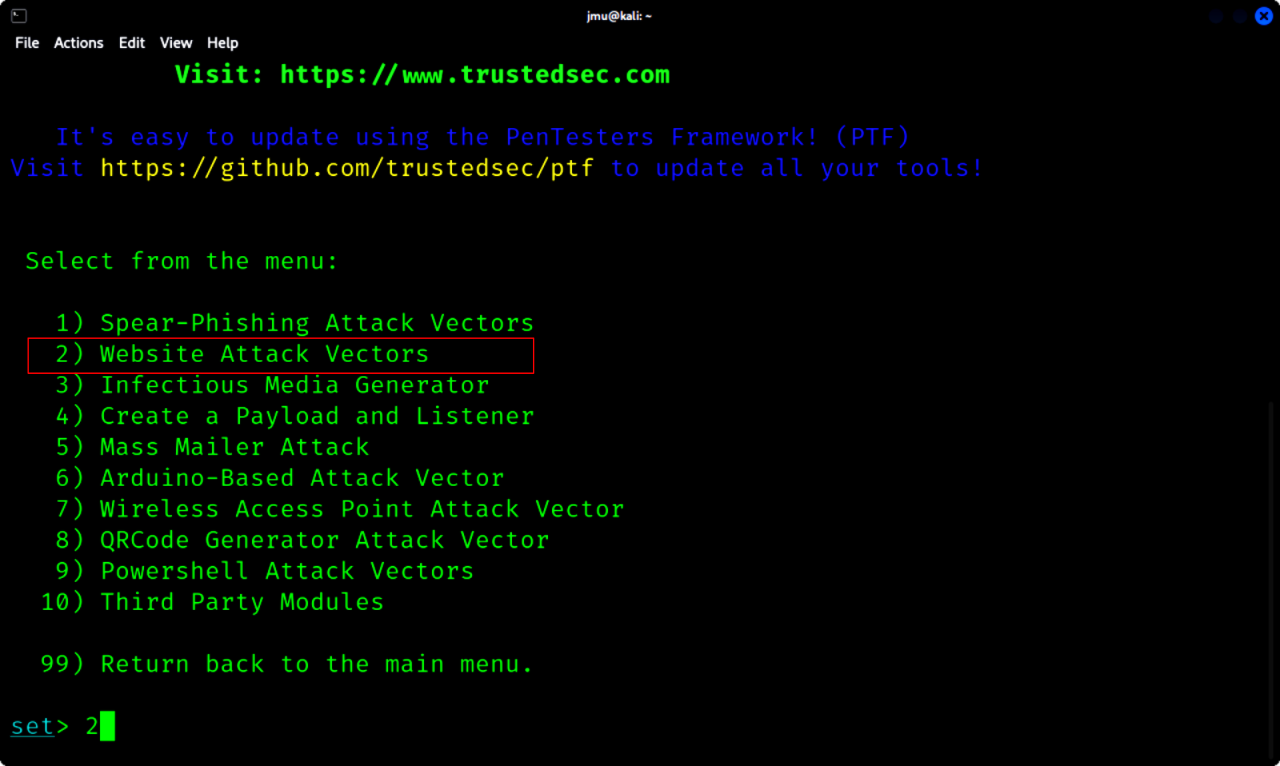 jmu@kali: ~
File Actions Edit View Help
Visit: https://www.trustedsec.com
It's easy to update using the PenTesters Framework! (PTF)
Visit https://github.com/trustedsec/ptf to update all your tools!
Select from the menu:
1) Spear-Phishing Attack Vectors
2) Website Attack Vectors
3) Infectious Media Generator
4) Create a Payload and Listener
5) Mass Mailer Attack
6) Arduino-Based Attack Vector
7) Wireless Access Point Attack Vector
8) QRCode Generator Attack Vector
9) Powershell Attack Vectors
10) Third Party Modules
99) Return back to the main menu.
set> 2